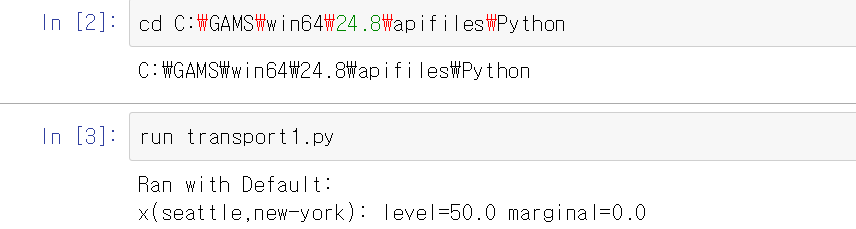 In [2]: cd C:₩GAMS₩win64₩24.8₩apifiles₩Python
C:₩GAMS₩win64₩24.8₩apifiles₩Python
In [3]: run transport1.py
Ran with Default:
x(seattle,new-york): level=50.0 marginal=0.0